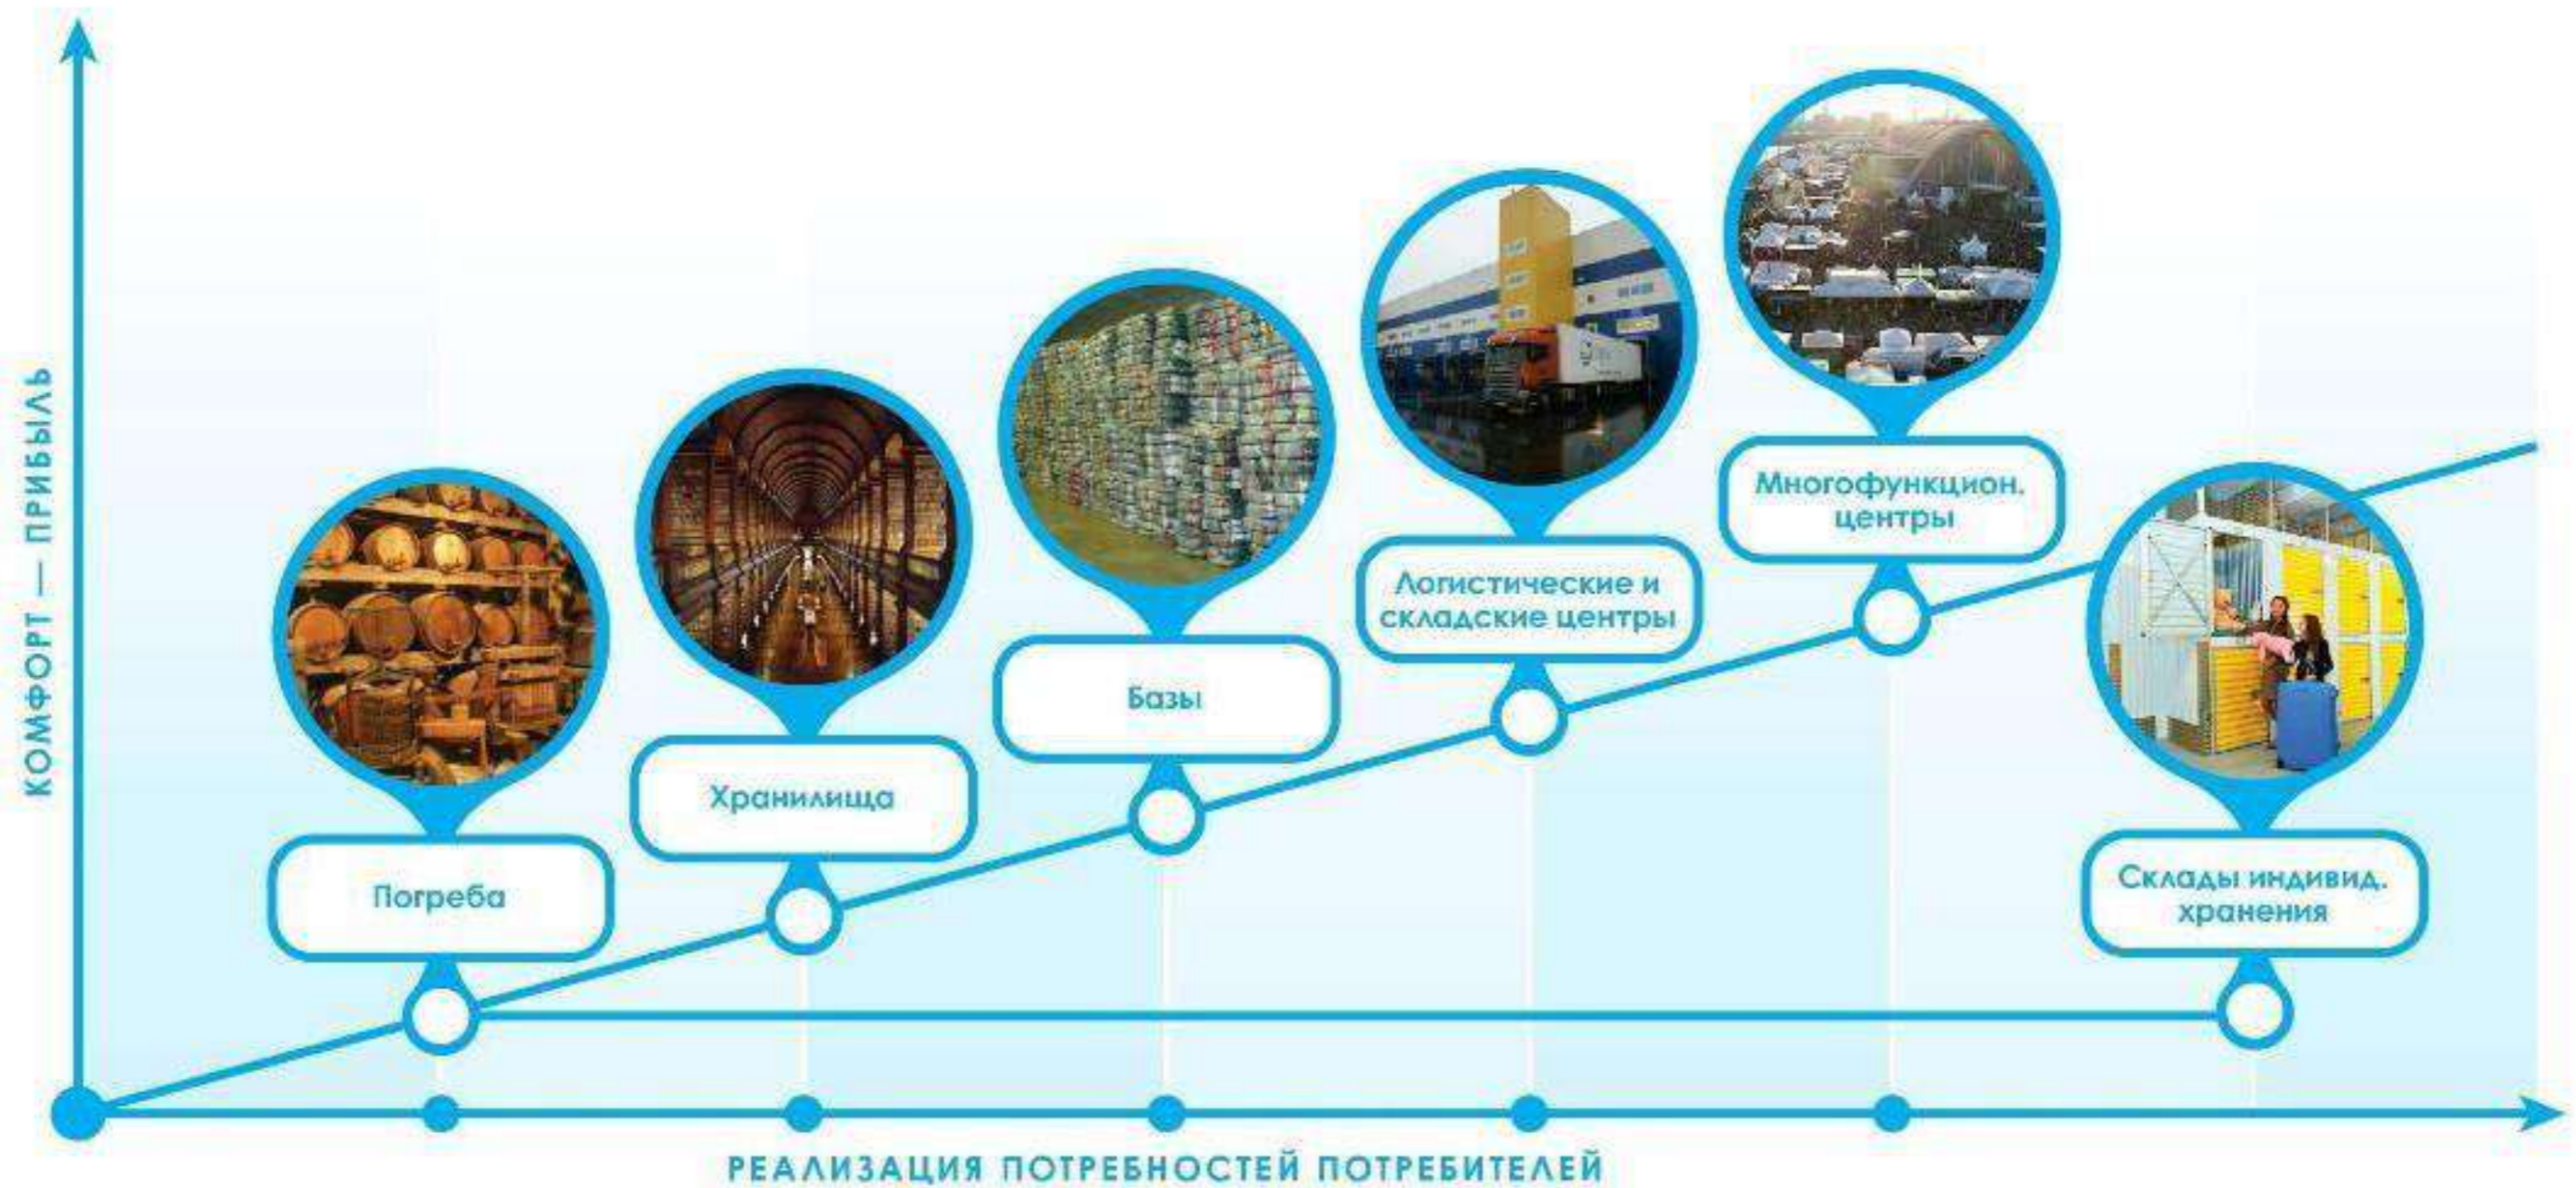 КОМФОРТ — ПРИБЫЛЬ
Погреба
Хранилища
Базы
Логистические и
складские центры
Многофункцион.
центры
Склады индивид.
хранения
РЕАЛИЗАЦИЯ ПОТРЕБНОСТЕЙ ПОТРЕБИТЕЛЕЙ